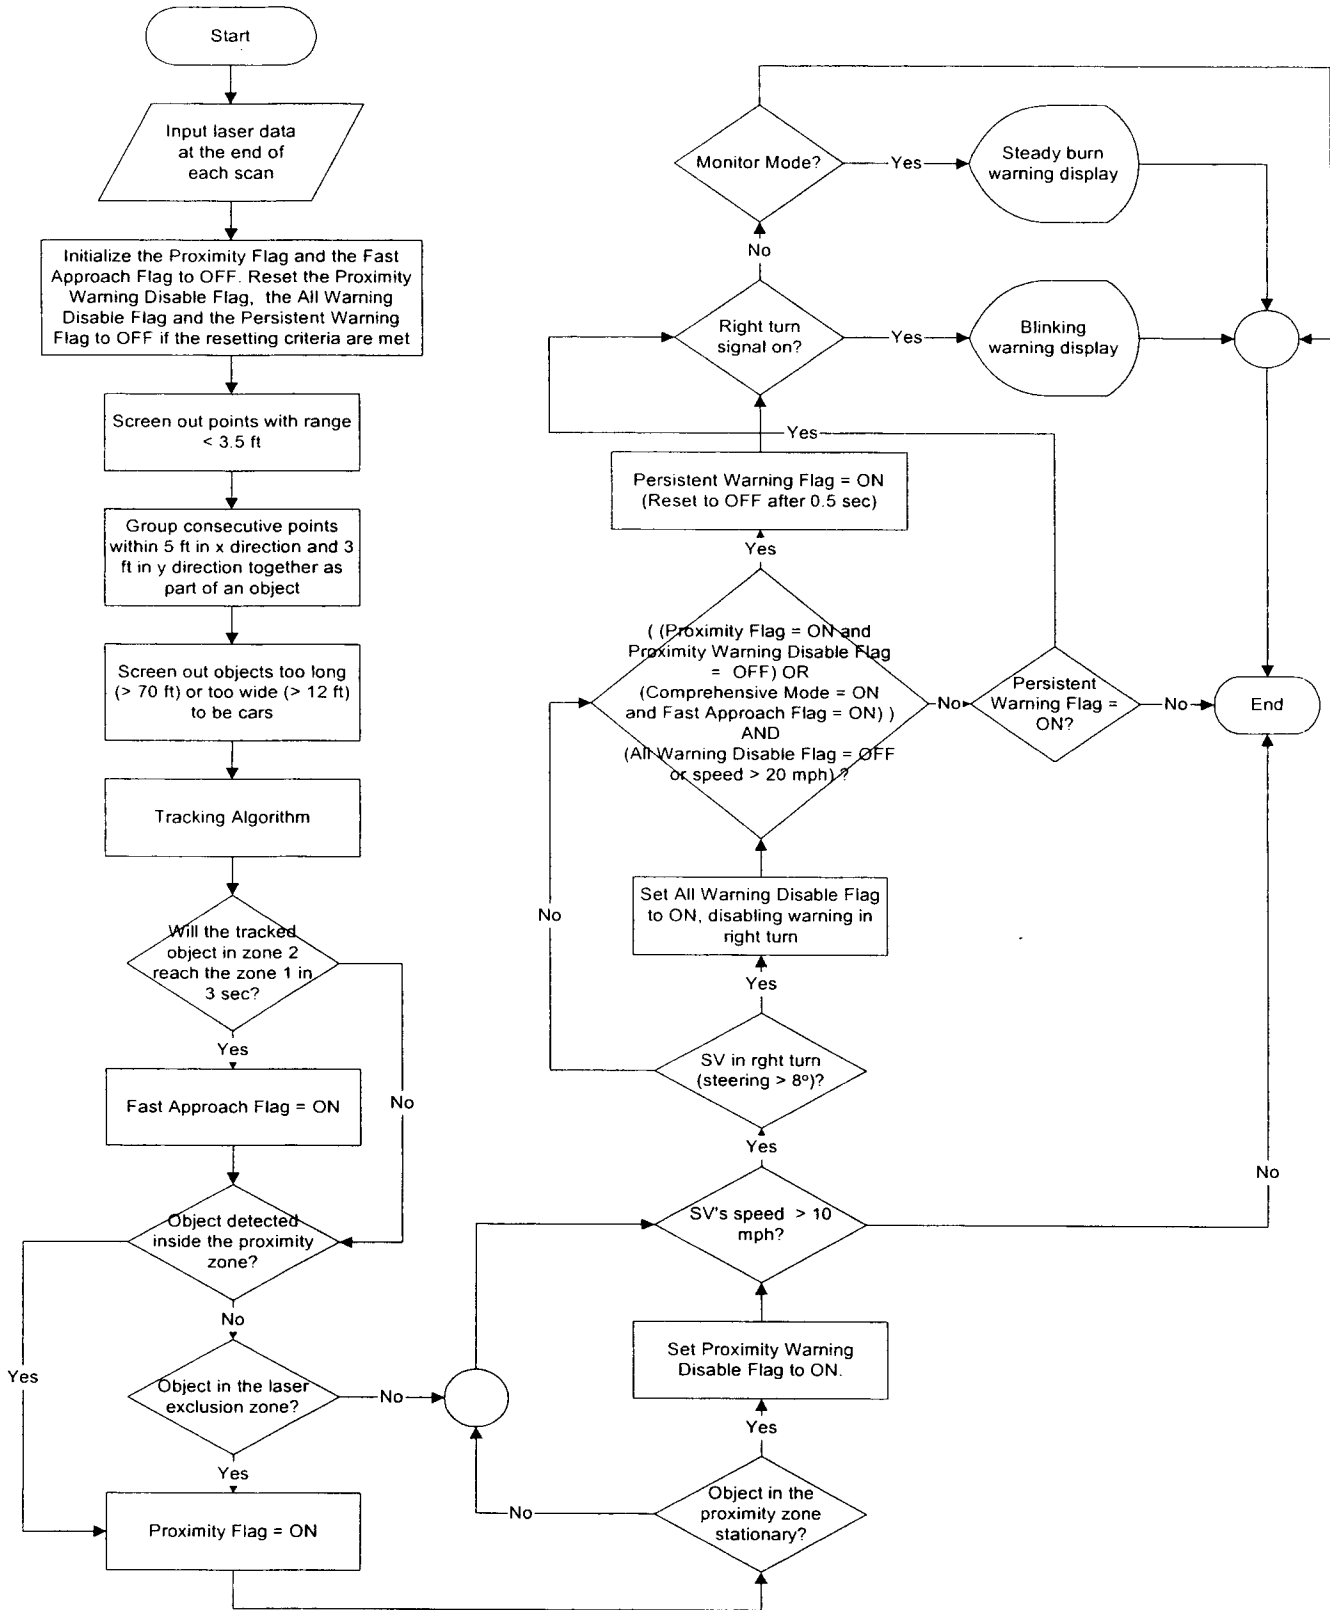 Start
Input laser data
at the end of
each scan
Initialize the Proximity Flag and the Fast
Approach Flag to OFF. Reset the Proximity
Warning Disable Flag, the All Warning
Disable Flag and the Persistent Warning
Flag to OFF if the resetting criteria are met
Screen out points with range
< 3.5 ft
Group consecutive points
within 5 ft in x direction and 3
ft in y direction together as
part of an object
Screen out objects too long
(> 70 ft) or too wide (> 12 ft)
to be cars
Tracking Algorithm
Will the tracked
object in zone 2
reach the zone 1 in
3 sec?
Yes
No
Fast Approach Flag = ON
Object detected
inside the proximity
zone?
Yes
No
Object in the laser
exclusion zone?
No
Yes
Proximity Flag = ON
Object in the
proximity zone
stationary?
No
Yes
Set Proximity Warning
Disable Flag to ON.
SV's speed > 10
mph?
No
Yes
SV in rght turn
(steering > 8º)?
No
Yes
Set All Warning Disable Flag
to ON, disabling warning in
right turn
( (Proximity Flag = ON and
Proximity Warning Disable Flag
= OFF) OR
(Comprehensive Mode = ON
and Fast Approach Flag = ON) )
AND
(All Warning Disable Flag = OFF
or speed > 20 mph) ?
No
Yes
Persistent
Warning Flag =
ON?
No
Yes
End
Persistent Warning Flag = ON
(Reset to OFF after 0.5 sec)
Right turn
signal on?
Yes
Blinking
warning display
No
Monitor Mode?
Yes
Steady burn
warning display